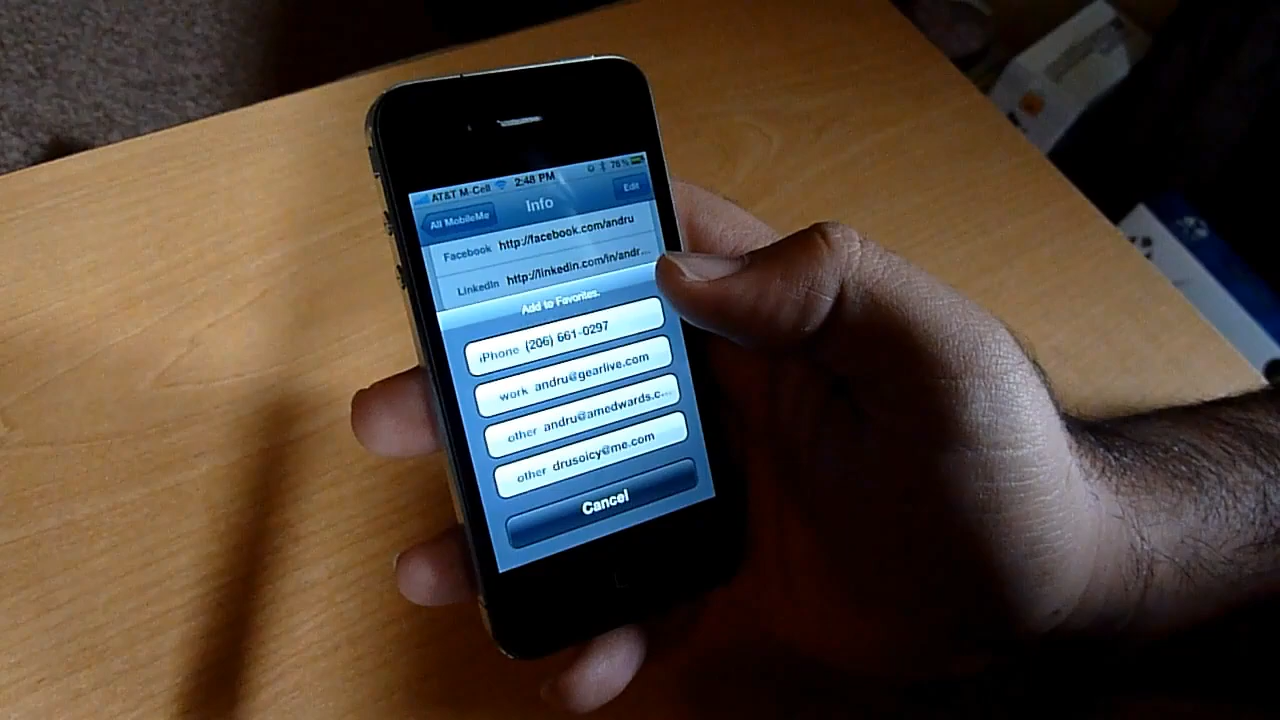 AT&T M-Cell 2:48 PM 76%
All MobileMe Info Edit
Facebook http://facebook.com/andru
LinkedIn http://linkedin.com/in/andr...
Add to Favorites:
iPhone (206) 661-0297
work andru@gearlive.com
other andru@amedwards.c...
other drusoicy@me.com
Cancel